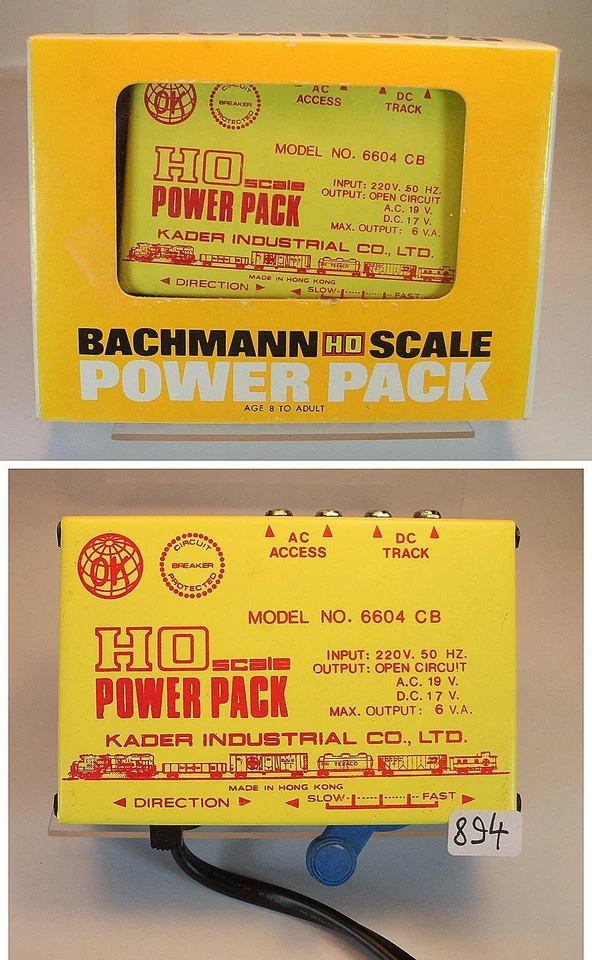 OK
CIRCUIT
BREAKER
PROTECTED
AC
ACCESS
DC
TRACK
MODEL NO. 6604 CB
HO scale
POWER PACK
INPUT: 220V. 50 HZ.
OUTPUT: OPEN CIRCUIT
A.C. 19 V.
D.C. 17 V.
MAX. OUTPUT: 6 V.A.
KADER INDUSTRIAL CO., LTD.
TEXACO
MADE IN HONG KONG
DIRECTION
SLOW FAST
BACHMANN HO SCALE
POWER PACK
AGE 8 TO ADULT
OK
CIRCUIT
BREAKER
PROTECTED
AC
ACCESS
DC
TRACK
MODEL NO. 6604 CB
HO scale
POWER PACK
INPUT: 220V. 50 HZ.
OUTPUT: OPEN CIRCUIT
A.C. 19 V.
D.C. 17 V.
MAX. OUTPUT: 6 V.A.
KADER INDUSTRIAL CO., LTD.
TEXACO
MADE IN HONG KONG
DIRECTION
SLOW FAST
894